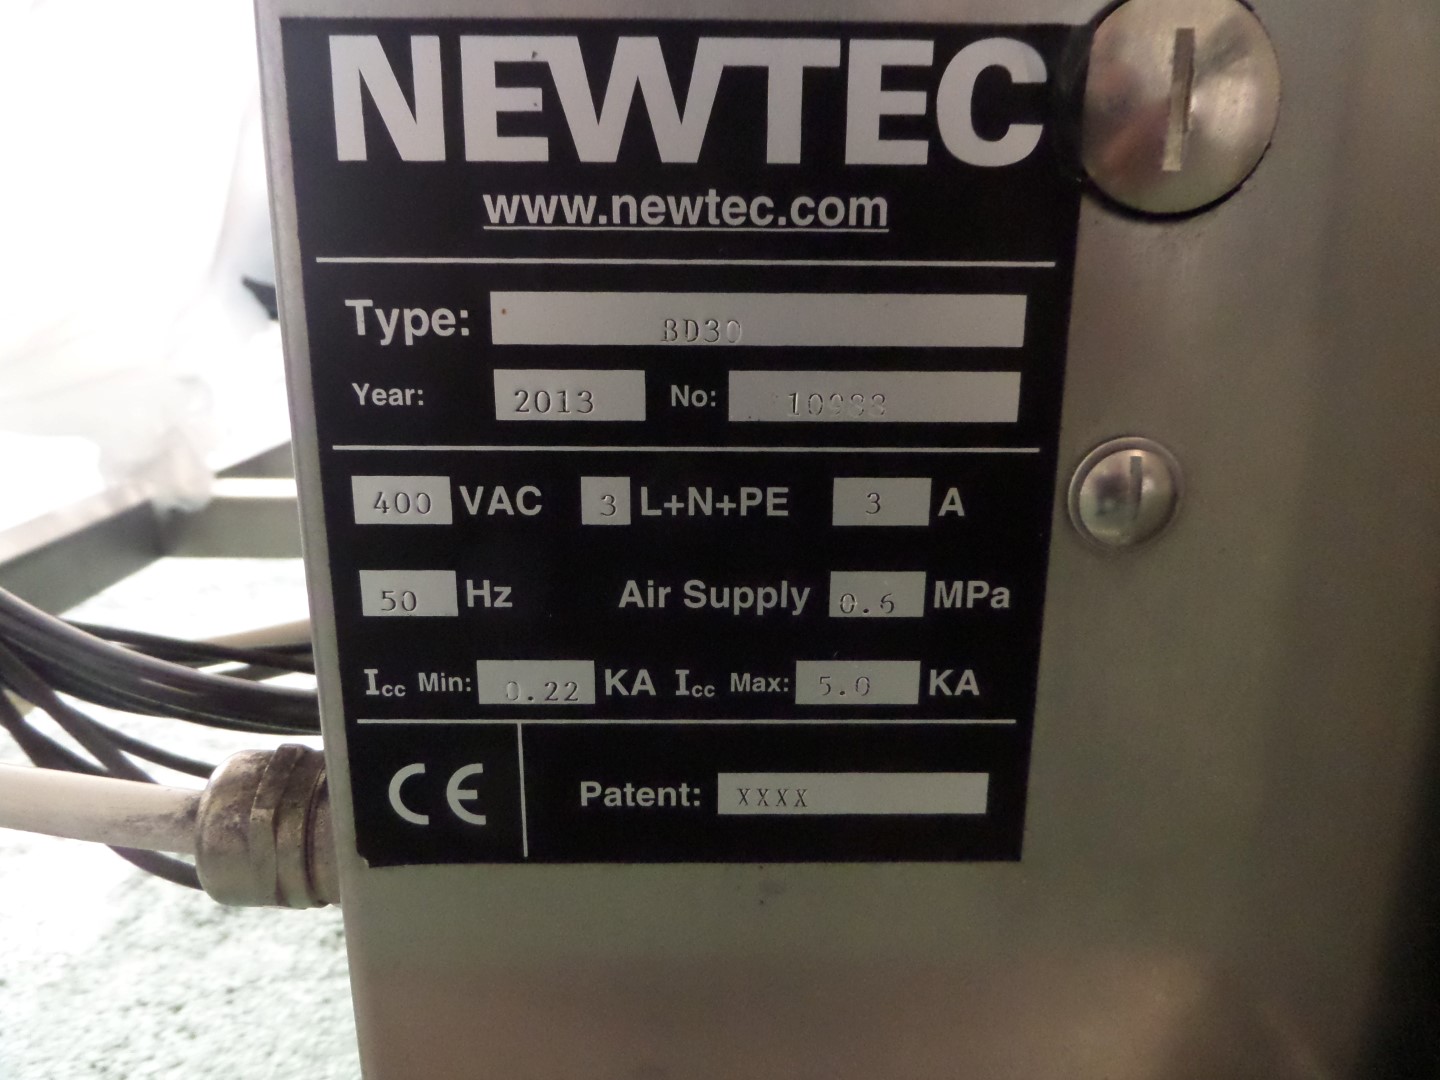 NEWTEC
www.newtec.com
Type: BD30
Year: 2013 No: 10988
400 VAC 3 L+N+PE 3 A
50 Hz Air Supply 0.6 MPa
Icc Min: 0.22 KA Icc Max: 5.0 KA
CE Patent: XXXX